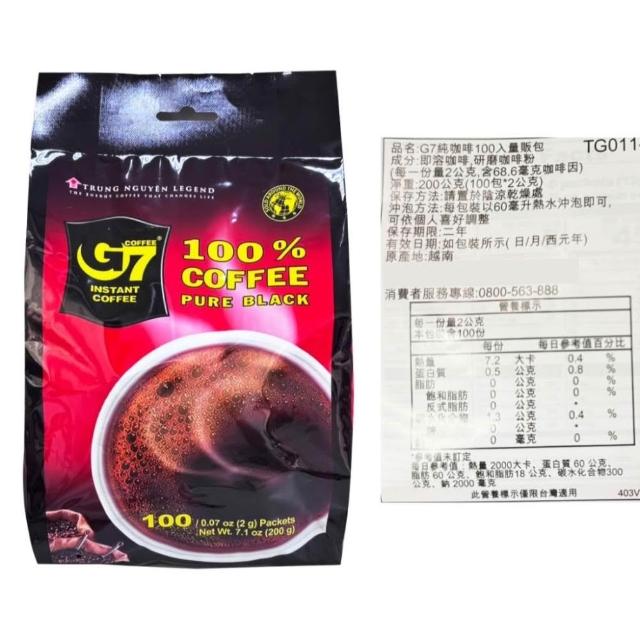 TRUNG NGUYÊN LEGEND
THE ENERGY COFFEE THAT CHANGES LIFE
G7
COFFEE
INSTANT
COFFEE
100 %
COFFEE
PURE BLACK
100 / 0.07 oz (2 g) Packets
Net Wt. 7.1 oz (200 g)
品名:G7純咖啡100入量販包 TG011
成分:即溶咖啡,研磨咖啡粉
(每一份量2公克,含68.6毫克咖啡因)
淨重:200公克(100包*2公克)
保存方法:請置於陰涼乾燥處
沖泡方法:每包裝以60毫升熱水沖泡即可,
可依個人喜好調整
保存期限:二年
有效日期:如包裝所示(日/月/西元年)
原產地:越南
消費者服務專線:0800-563-888
營養標示
每一份量2公克
本包裝含100份
每份 每日參考值百分比
熱量 7.2 大卡 0.4 %
蛋白質 0.5 公克 0.8 %
脂肪 0 公克 0 %
飽和脂肪 0 公克 0 %
反式脂肪 0 公克 *
化合物 .3 公克 0.4 %
0 公克 *
0 毫克 0 %
*參考值未訂定
每日參考值:熱量 2000大卡、蛋白質 60 公克、
脂肪 60 公克、飽和脂肪18 公克、碳水化合物300
公克、鈉 2000 毫克
此營養標示僅限台灣適用 403V